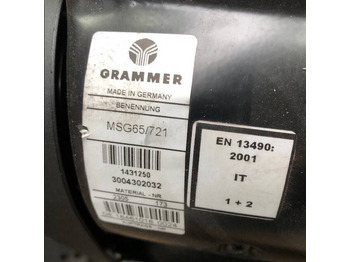 GRAMMER
MADE IN GERMANY
BENENNUNG
MSG65/721
1431250
3004302032
MATERIAL - NR
EN 13490:
2001
IT
1 + 2